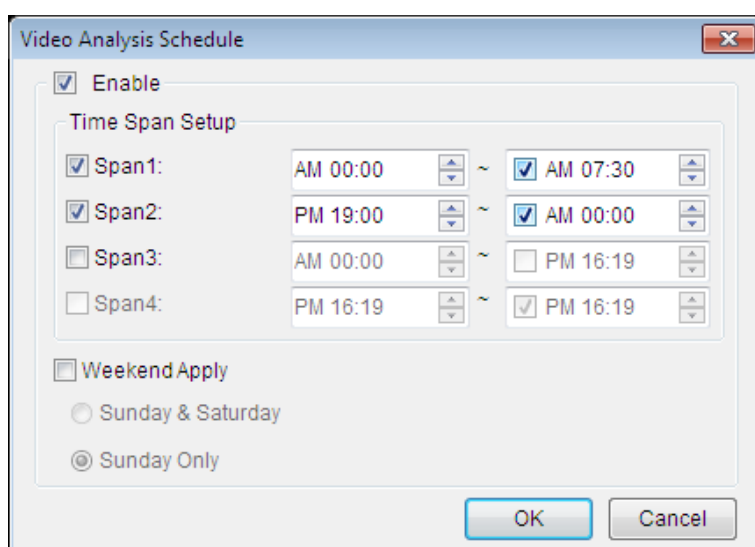 Video Analysis Schedule
Enable
Time Span Setup
Span1: AM 00:00 ~ AM 07:30
Span2: PM 19:00 ~ AM 00:00
Span3: AM 00:00 ~ PM 16:19
Span4: PM 16:19 ~ PM 16:19
Weekend Apply
Sunday & Saturday
Sunday Only
OK Cancel